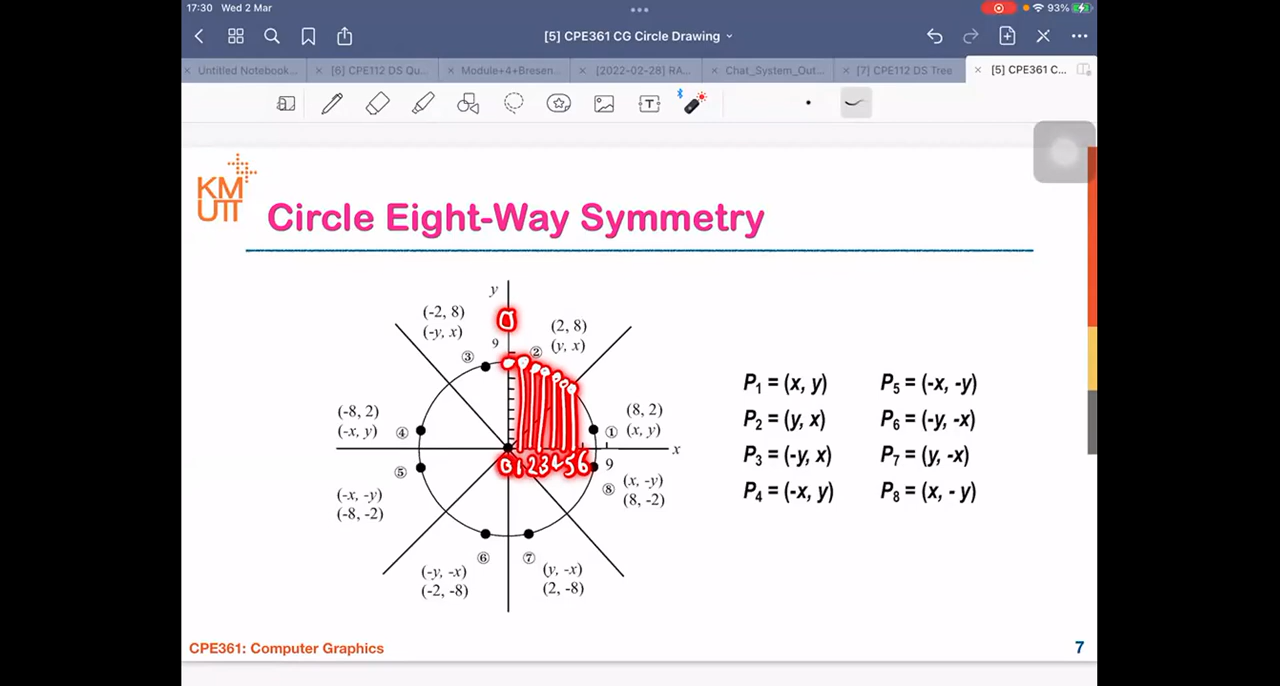 17:30 Wed 2 Mar
93%
[5] CPE361 CG Circle Drawing
Untitled Notebook...
[6] CPE112 DS Qu...
Module+4+Bresen...
[2022-02-28] RA...
Chat_System_Out...
[7] CPE112 DS Tree
[5] CPE361 C...
T
KM
UTT
Circle Eight-Way Symmetry
y
0
(-2, 8)
(-y, x)
③
9
②
(2, 8)
(y, x)
(-8, 2)
(-x, y) ④
(8, 2)
① (x, y)
x
0 1 2 3 4 5 6
9
⑤
(-x, -y)
(-8, -2)
⑧
(x, -y)
(8, -2)
⑥
(-y, -x)
(-2, -8)
⑦
(y, -x)
(2, -8)
P1 = (x, y) P5 = (-x, -y)
P2 = (y, x) P6 = (-y, -x)
P3 = (-y, x) P7 = (y, -x)
P4 = (-x, y) P8 = (x, - y)
CPE361: Computer Graphics
7